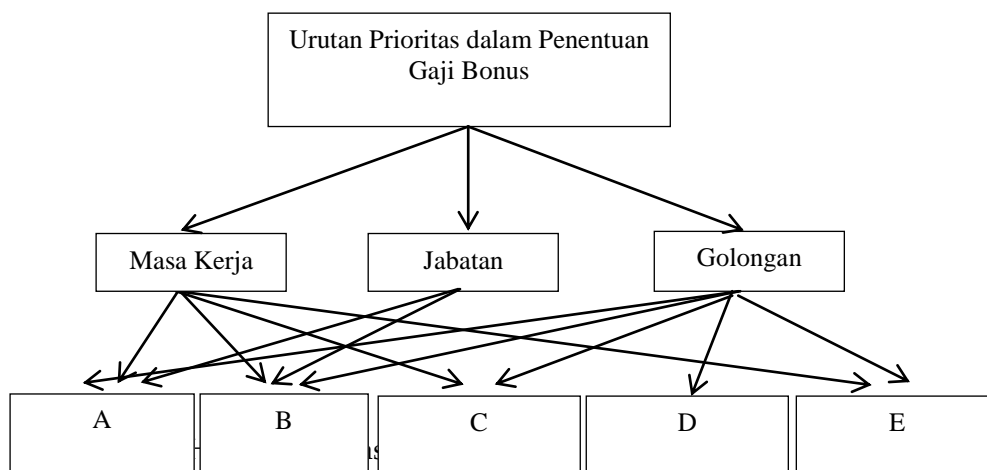 Urutan Prioritas dalam Penentuan
Gaji Bonus
Masa Kerja
Jabatan
Golongan
A
B
C
D
E